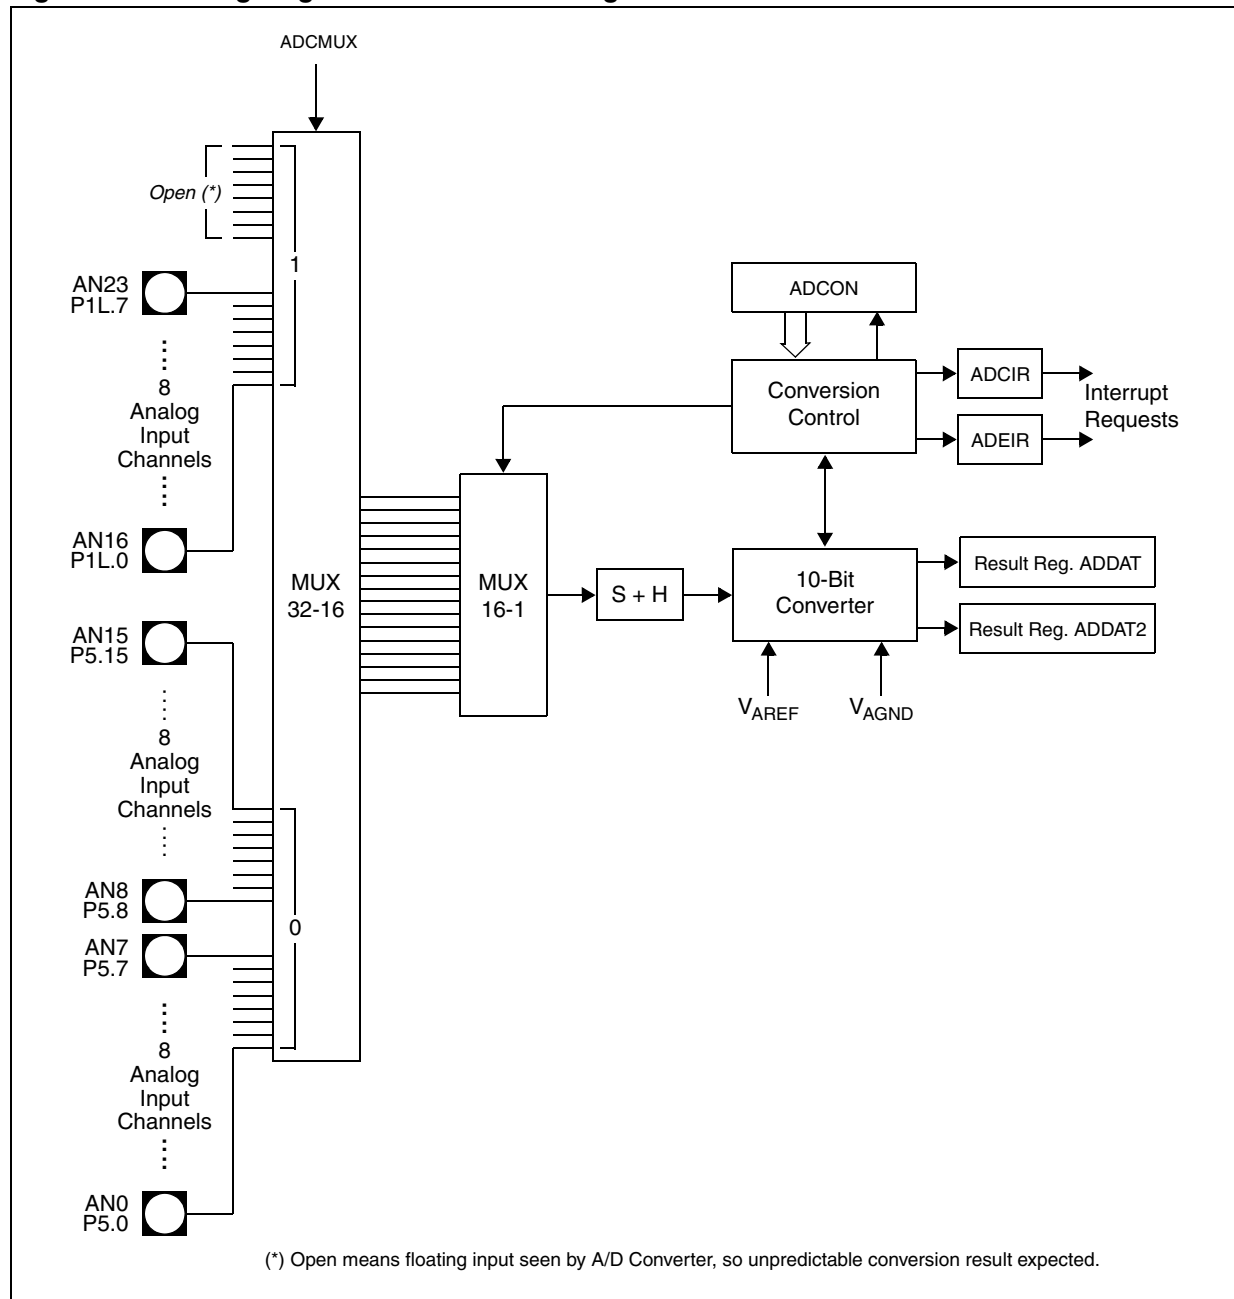 ADCMUX
Open (*)
1
AN23
P1L.7
8
Analog
Input
Channels
AN16
P1L.0
AN15
P5.15
8
Analog
Input
Channels
AN8
P5.8
AN7
P5.7
8
Analog
Input
Channels
AN0
P5.0
0
MUX
32-16
MUX
16-1
S + H
ADCON
Conversion
Control
ADCIR
ADEIR
Interrupt
Requests
10-Bit
Converter
Result Reg. ADDAT
Result Reg. ADDAT2
VAREF
VAGND
(*) Open means floating input seen by A/D Converter, so unpredictable conversion result expected.